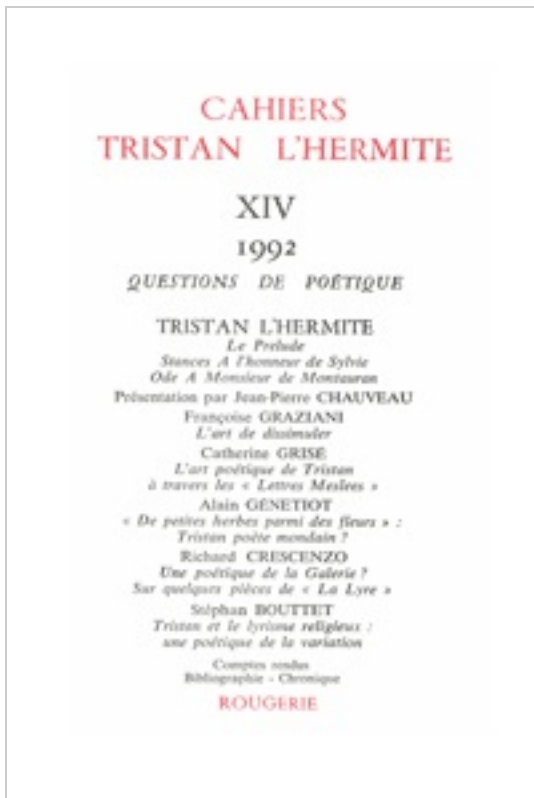 CAHIERS
TRISTAN L'HERMITE
XIV
1992
QUESTIONS DE POÉTIQUE
TRISTAN L'HERMITE
Le Prelude
Stances A l'honneur de Sylvie
Ode A Monsieur de Montauran
Présentation par Jean-Pierre CHAUVEAU
Françoise GRAZIANI
L'art de dissimuler
Catherine GRISÉ
L'art poétique de Tristan
à travers les « Lettres Meslees »
Alain GÉNETIOT
« De petites herbes parmi des fleurs » :
Tristan poète mondain ?
Richard CRESCENZO
Une poétique de la Galerie ?
Sur quelques pièces de « La Lyre »
Stéphan BOUTTET
Tristan et le lyrisme religieux :
une poétique de la variation
Comptes rendus
Bibliographie - Chronique
ROUGERIE